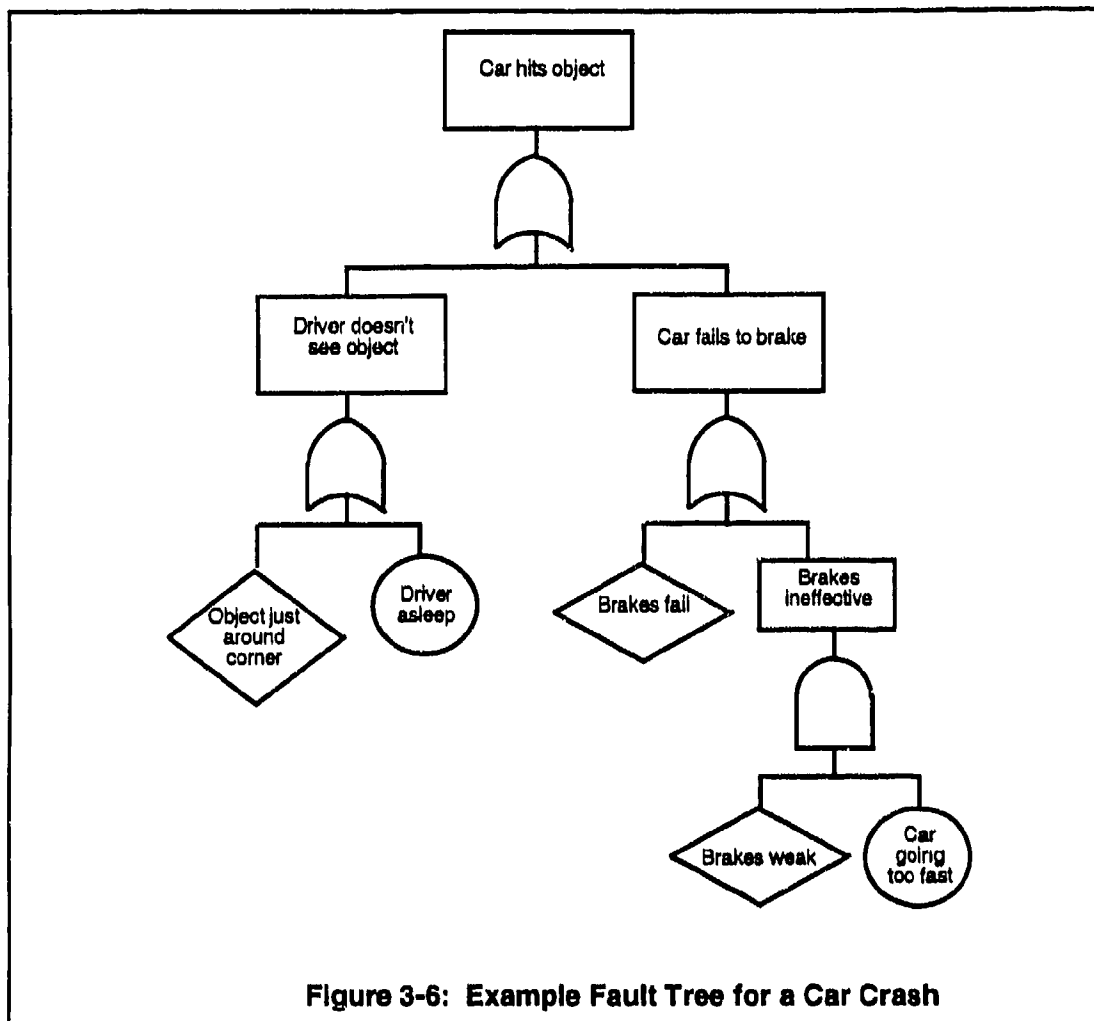 Car hits object
Driver doesn't
see object
Car fails to brake
Object just
around
corner
Driver
asleep
Brakes fail
Brakes
ineffective
Brakes weak
Car
going
too fast
Figure 3-6: Example Fault Tree for a Car Crash